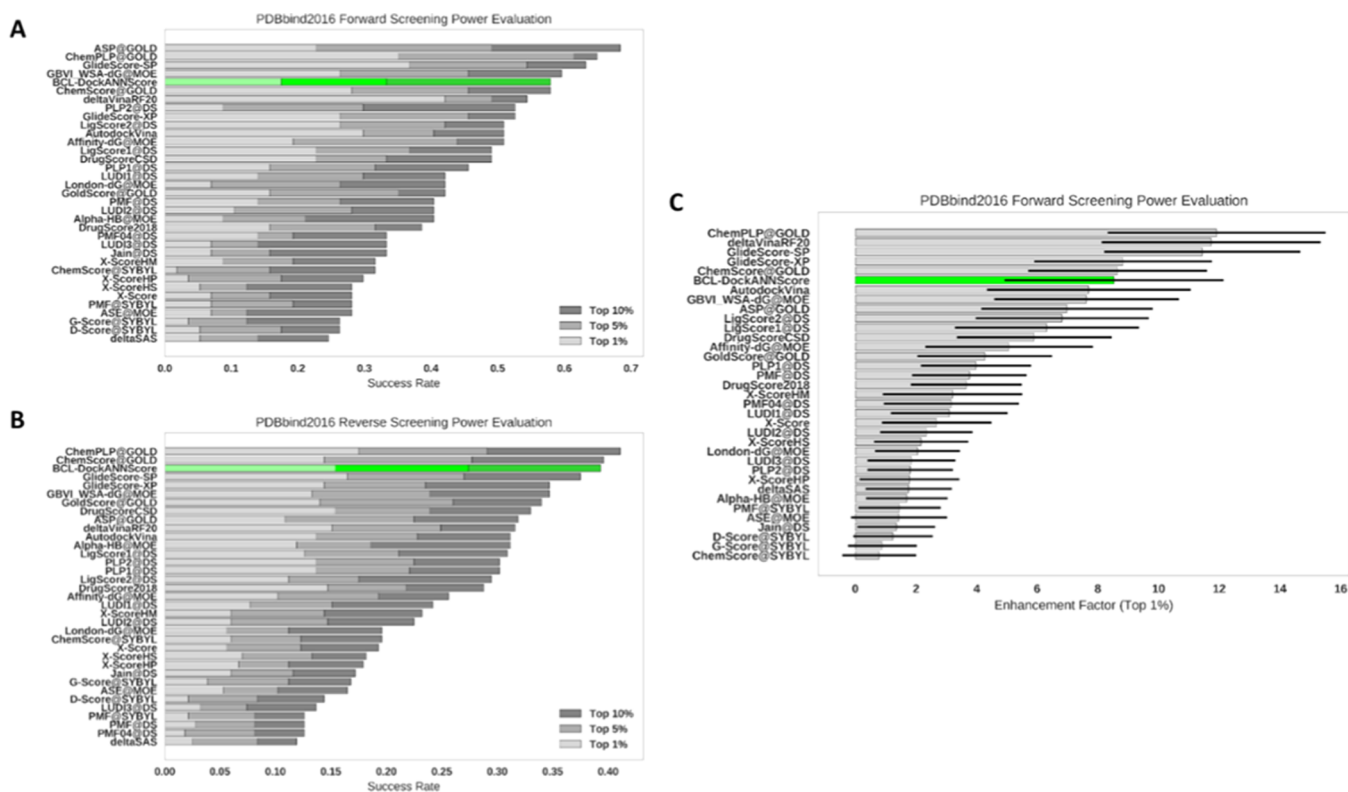 A
PDBbind2016 Forward Screening Power Evaluation
ASP@GOLD
ChemPLP@GOLD
GlideScore-SP
GBVI_WSA-dG@MOE
BCL-DockANNScore
ChemScore@GOLD
deltaVinaRF20
PLP2@DS
GlideScore-XP
LigScore2@DS
AutodockVina
Affinity-dG@MOE
LigScore1@DS
DrugScoreCSD
PLP1@DS
LUDI1@DS
London-dG@MOE
GoldScore@GOLD
PMF@DS
LUDI2@DS
Alpha-HB@MOE
DrugScore2018
PMF04@DS
LUDI3@DS
Jain@DS
X-ScoreHM
ChemScore@SYBYL
X-ScoreHP
X-ScoreHS
X-Score
PMF@SYBYL
ASE@MOE
G-Score@SYBYL
D-Score@SYBYL
deltaSAS
Top 10%
Top 5%
Top 1%
0.0 0.1 0.2 0.3 0.4 0.5 0.6 0.7
Success Rate
B
PDBbind2016 Reverse Screening Power Evaluation
ChemPLP@GOLD
ChemScore@GOLD
BCL-DockANNScore
GlideScore-SP
GlideScore-XP
GBVI_WSA-dG@MOE
GoldScore@GOLD
DrugScoreCSD
ASP@GOLD
deltaVinaRF20
AutodockVina
Alpha-HB@MOE
LigScore1@DS
PLP2@DS
PLP1@DS
LigScore2@DS
DrugScore2018
Affinity-dG@MOE
LUDI1@DS
X-ScoreHM
LUDI2@DS
London-dG@MOE
ChemScore@SYBYL
X-Score
X-ScoreHS
X-ScoreHP
Jain@DS
G-Score@SYBYL
ASE@MOE
D-Score@SYBYL
LUDI3@DS
PMF@SYBYL
PMF@DS
PMF04@DS
deltaSAS
Top 10%
Top 5%
Top 1%
0.00 0.05 0.10 0.15 0.20 0.25 0.30 0.35 0.40
Success Rate
C
PDBbind2016 Forward Screening Power Evaluation
ChemPLP@GOLD
deltaVinaRF20
GlideScore-SP
GlideScore-XP
ChemScore@GOLD
BCL-DockANNScore
AutodockVina
GBVI_WSA-dG@MOE
ASP@GOLD
LigScore2@DS
LigScore1@DS
DrugScoreCSD
Affinity-dG@MOE
GoldScore@GOLD
PLP1@DS
PMF@DS
DrugScore2018
X-ScoreHM
PMF04@DS
LUDI1@DS
X-Score
LUDI2@DS
X-ScoreHS
London-dG@MOE
LUDI3@DS
PLP2@DS
X-ScoreHP
deltaSAS
Alpha-HB@MOE
PMF@SYBYL
ASE@MOE
Jain@DS
D-Score@SYBYL
G-Score@SYBYL
ChemScore@SYBYL
0 2 4 6 8 10 12 14 16
Enhancement Factor (Top 1%)